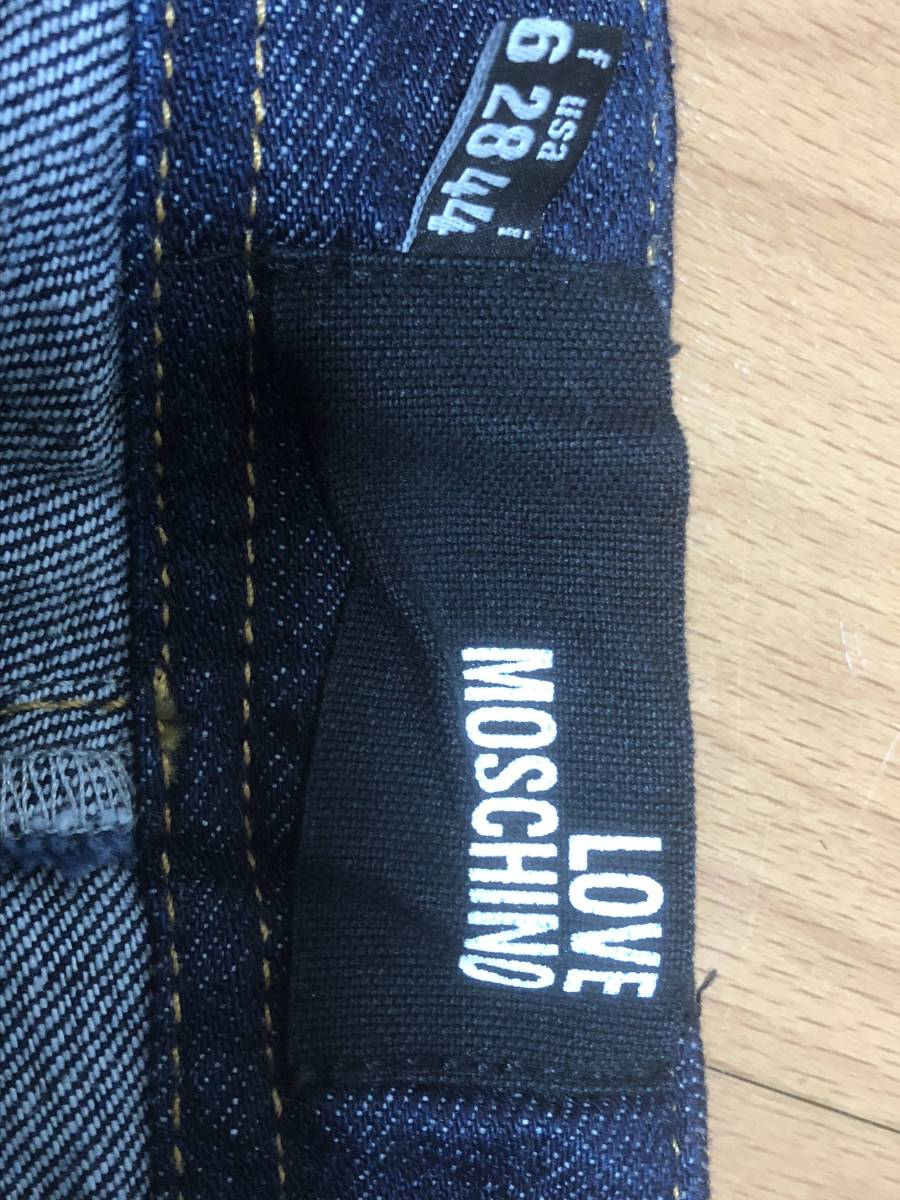 F usa
6 28 44
LOVE
MOSCHINO